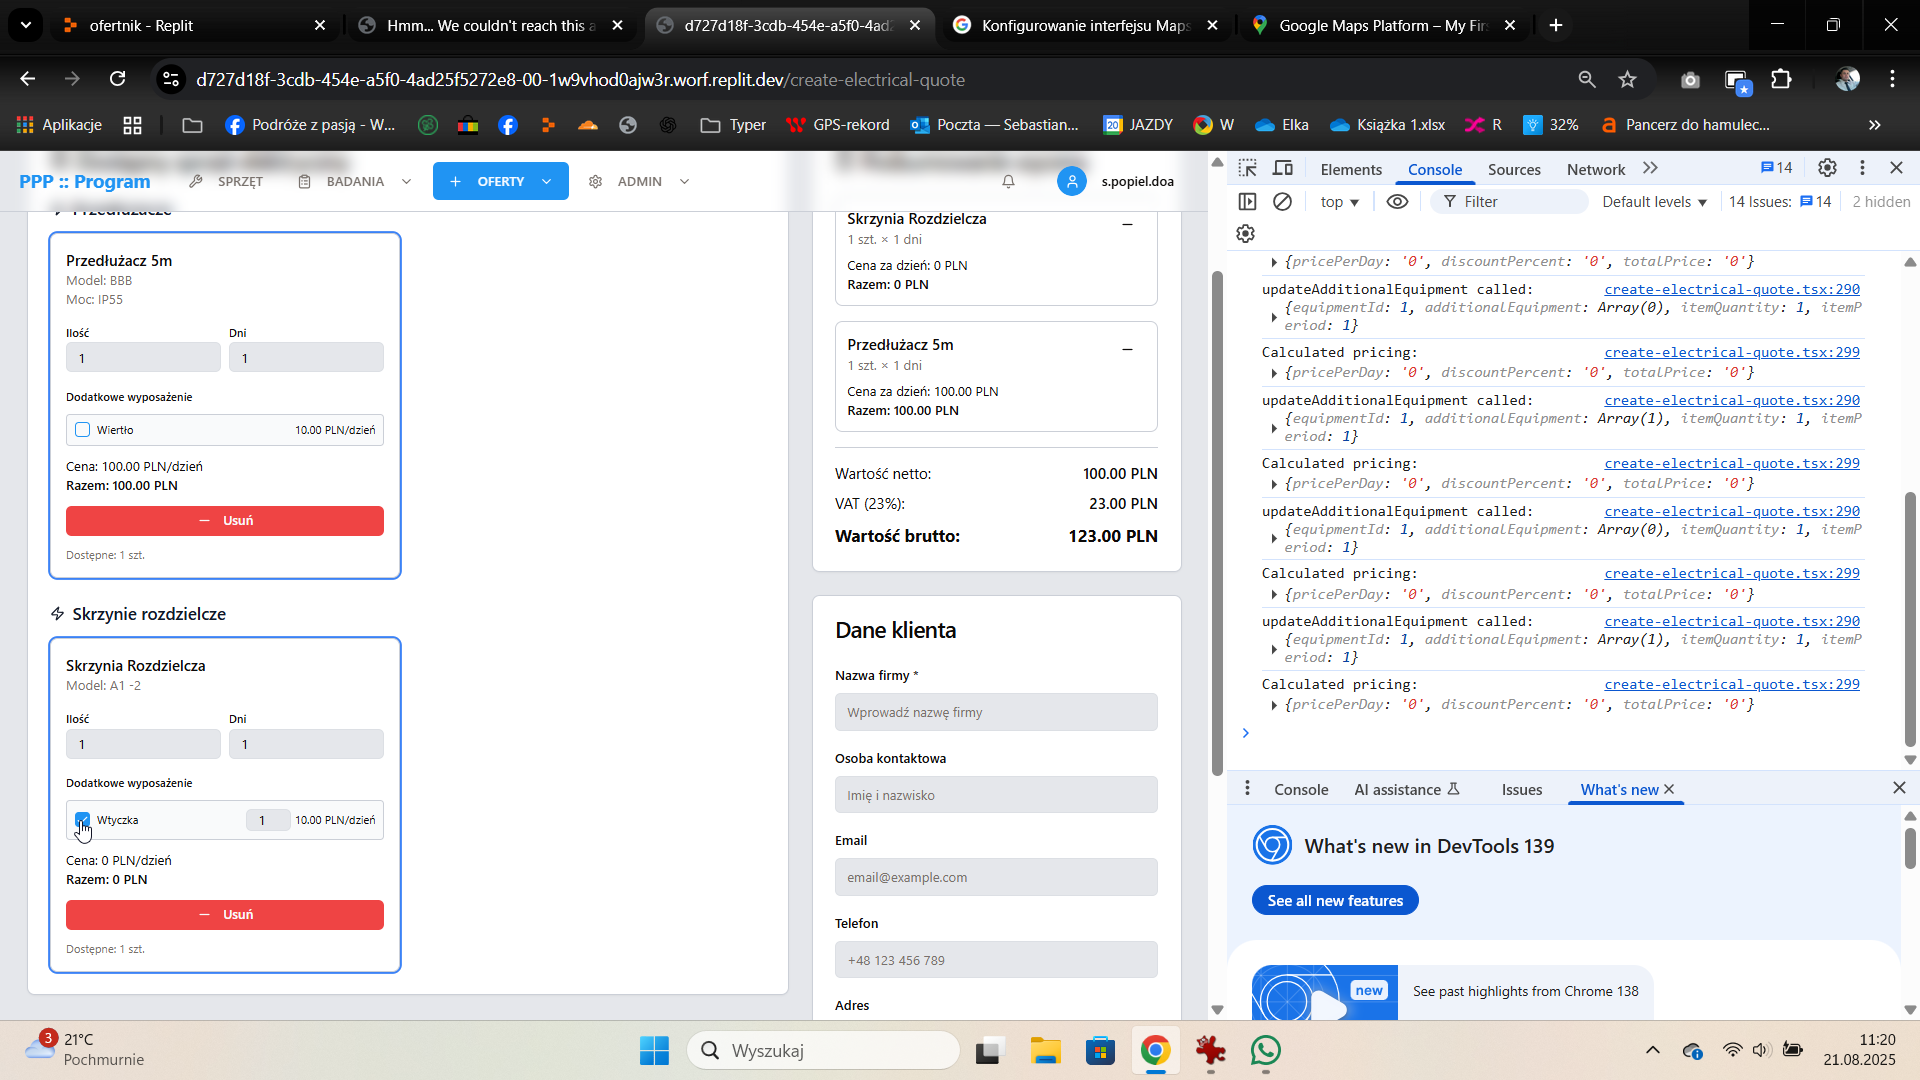 ofertnik - Replit
Hmm... We couldn't reach this a
d727d18f-3cdb-454e-a5f0-4ad2
Konfigurowanie interfejsu Maps
Google Maps Platform – My Firs
d727d18f-3cdb-454e-a5f0-4ad25f5272e8-00-1w9vhod0ajw3r.worf.replit.dev/create-electrical-quote
Aplikacje
Podróże z pasją - W...
Typer
GPS-rekord
Poczta — Sebastian...
20
JAZDY
W
Elka
Książka 1.xlsx
R
32%
Pancerz do hamulec...
PPP :: Program
SPRZĘT
BADANIA
OFERTY
ADMIN
s.popiel.doa
Przedłużacze
Przedłużacz 5m
Model: BBB
Moc: IP55
Ilość
Dni
1
1
Dodatkowe wyposażenie
Wiertło
10.00 PLN/dzień
Cena: 100.00 PLN/dzień
Razem: 100.00 PLN
Usuń
Dostępne: 1 szt.
Skrzynie rozdzielcze
Skrzynia Rozdzielcza
Model: A1 -2
Ilość
Dni
1
1
Dodatkowe wyposażenie
Wtyczka
1
10.00 PLN/dzień
Cena: 0 PLN/dzień
Razem: 0 PLN
Usuń
Dostępne: 1 szt.
Skrzynia Rozdzielcza
1 szt. × 1 dni
Cena za dzień: 0 PLN
Razem: 0 PLN
Przedłużacz 5m
1 szt. × 1 dni
Cena za dzień: 100.00 PLN
Razem: 100.00 PLN
Wartość netto: 100.00 PLN
VAT (23%): 23.00 PLN
Wartość brutto: 123.00 PLN
Dane klienta
Nazwa firmy *
Wprowadź nazwę firmy
Osoba kontaktowa
Imię i nazwisko
Email
email@example.com
Telefon
+48 123 456 789
Adres
Elements
Console
Sources
Network
14
top
Filter
Default levels
14 Issues:
14
2 hidden
{pricePerDay: '0', discountPercent: '0', totalPrice: '0'}
updateAdditionalEquipment called: create-electrical-quote.tsx:290
{equipmentId: 1, additionalEquipment: Array(0), itemQuantity: 1, itemP
eriod: 1}
Calculated pricing: create-electrical-quote.tsx:299
{pricePerDay: '0', discountPercent: '0', totalPrice: '0'}
updateAdditionalEquipment called: create-electrical-quote.tsx:290
{equipmentId: 1, additionalEquipment: Array(1), itemQuantity: 1, itemP
eriod: 1}
Calculated pricing: create-electrical-quote.tsx:299
{pricePerDay: '0', discountPercent: '0', totalPrice: '0'}
updateAdditionalEquipment called: create-electrical-quote.tsx:290
{equipmentId: 1, additionalEquipment: Array(0), itemQuantity: 1, itemP
eriod: 1}
Calculated pricing: create-electrical-quote.tsx:299
{pricePerDay: '0', discountPercent: '0', totalPrice: '0'}
updateAdditionalEquipment called: create-electrical-quote.tsx:290
{equipmentId: 1, additionalEquipment: Array(1), itemQuantity: 1, itemP
eriod: 1}
Calculated pricing: create-electrical-quote.tsx:299
{pricePerDay: '0', discountPercent: '0', totalPrice: '0'}
Console
AI assistance
Issues
What's new
What's new in DevTools 139
See all new features
new
See past highlights from Chrome 138
3
21°C
Pochmurnie
Wyszukaj
11:20
21.08.2025